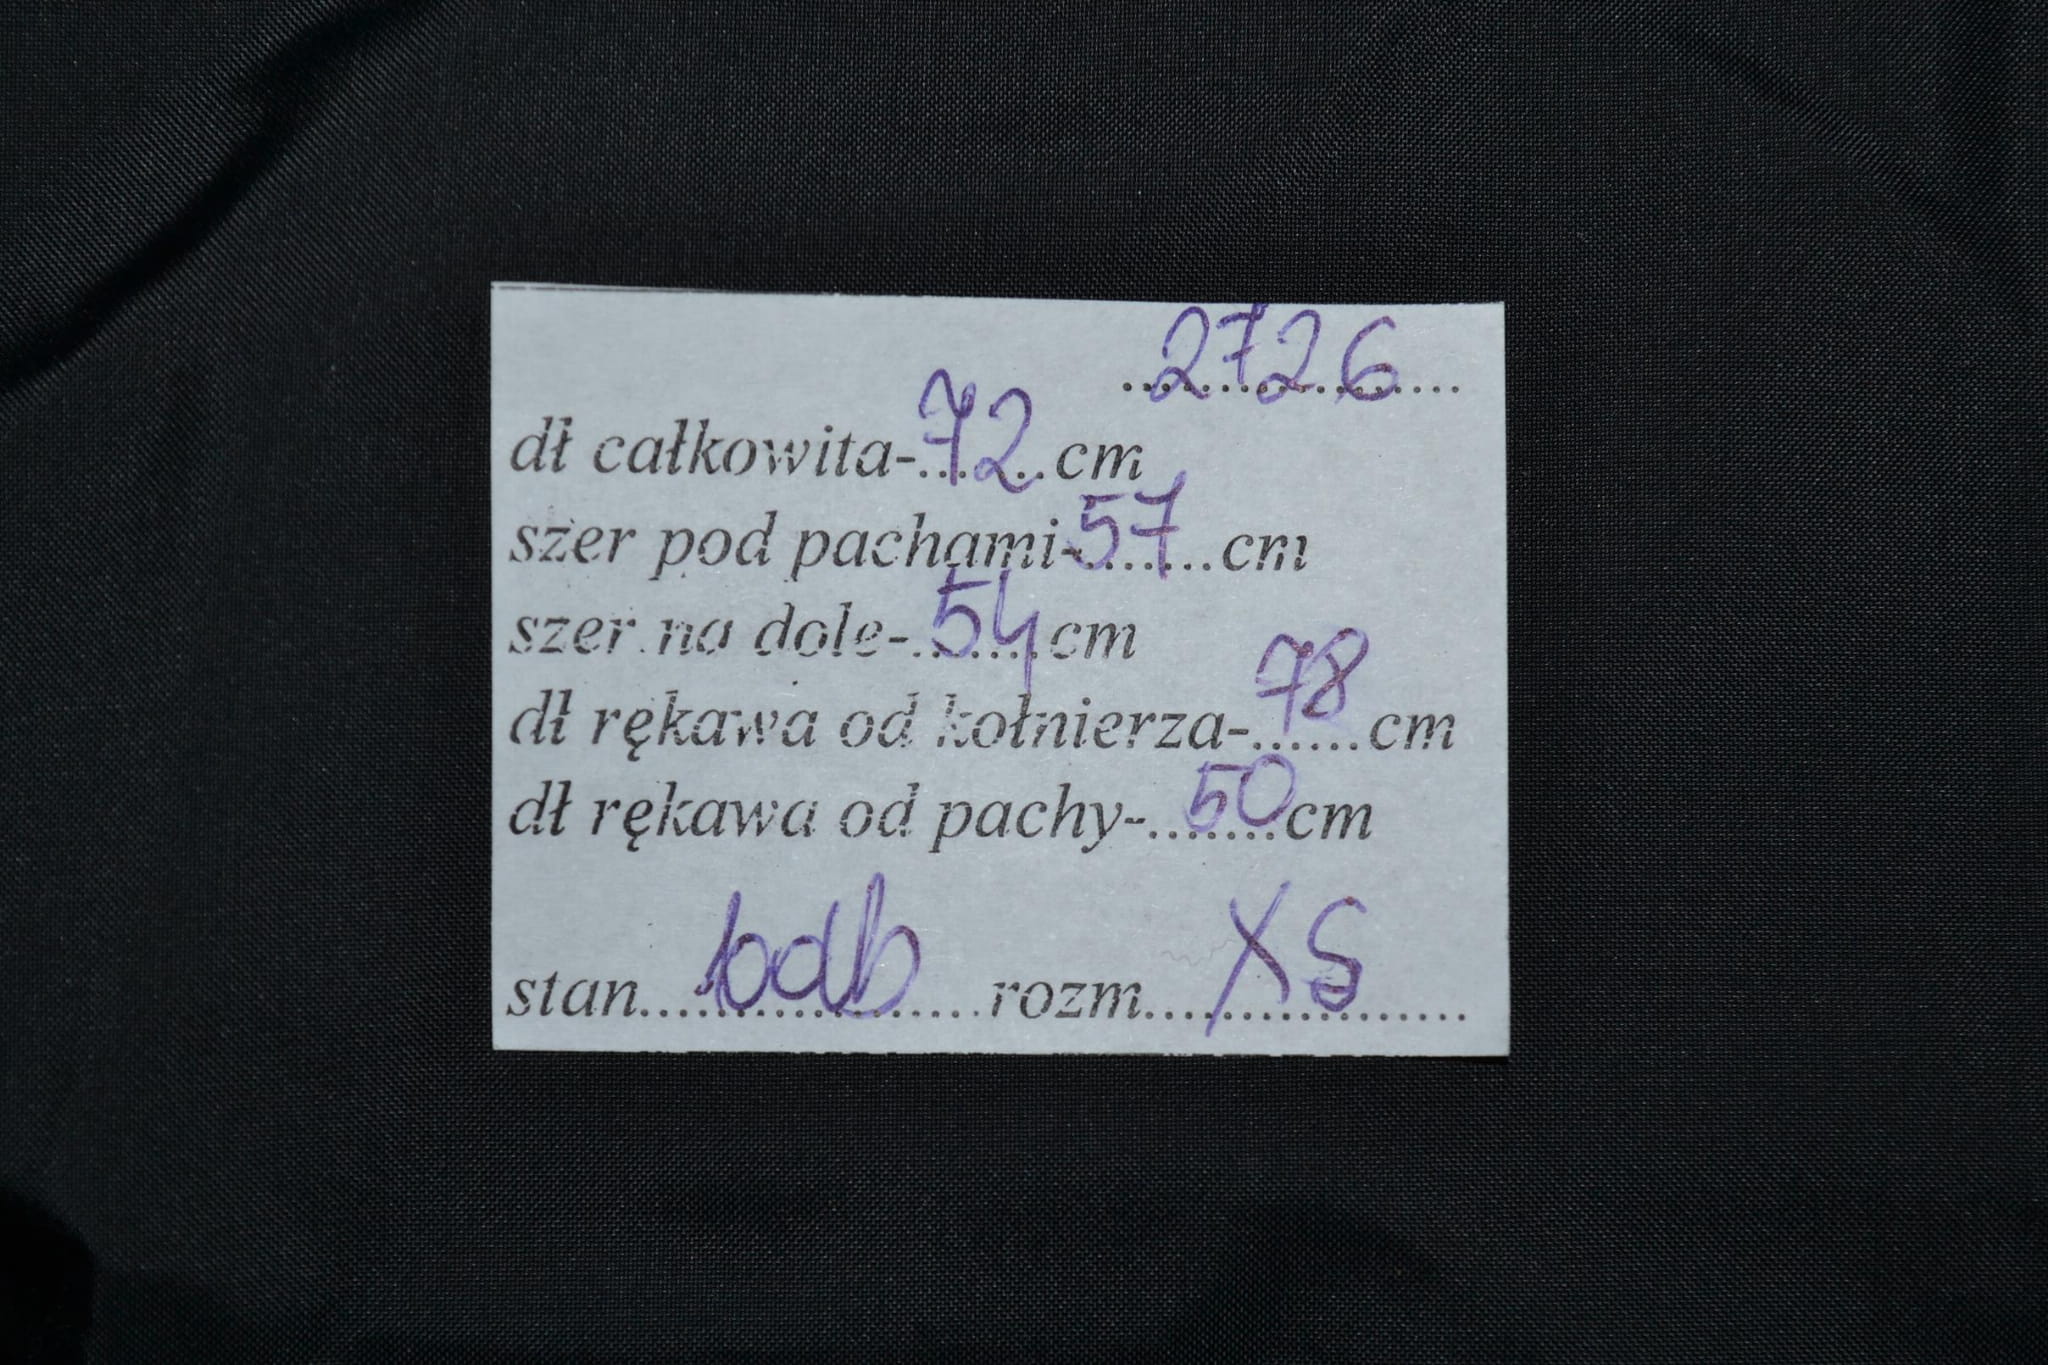 2726
dł całkowita-72cm
szer pod pachami-57cm
szer na dole-54cm
dł rękawa od kołnierza-78cm
dł rękawa od pachy-50cm
stan bdb rozm XS